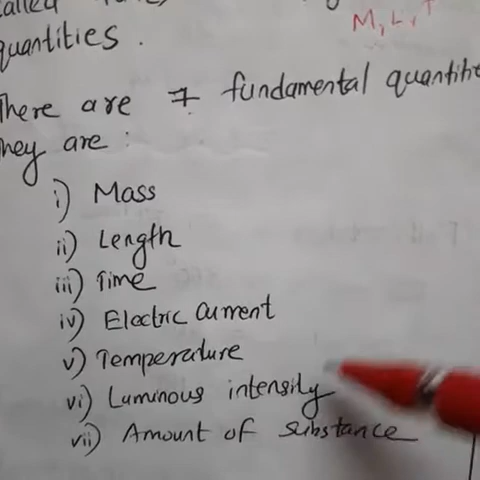 M, L, T
quantities.
There are 7 fundamental
They are:
i) Mass
ii) Length
iii) Time
iv) Electric Current
v) Temperature
vi) Luminous intensity
vii) Amount of substance